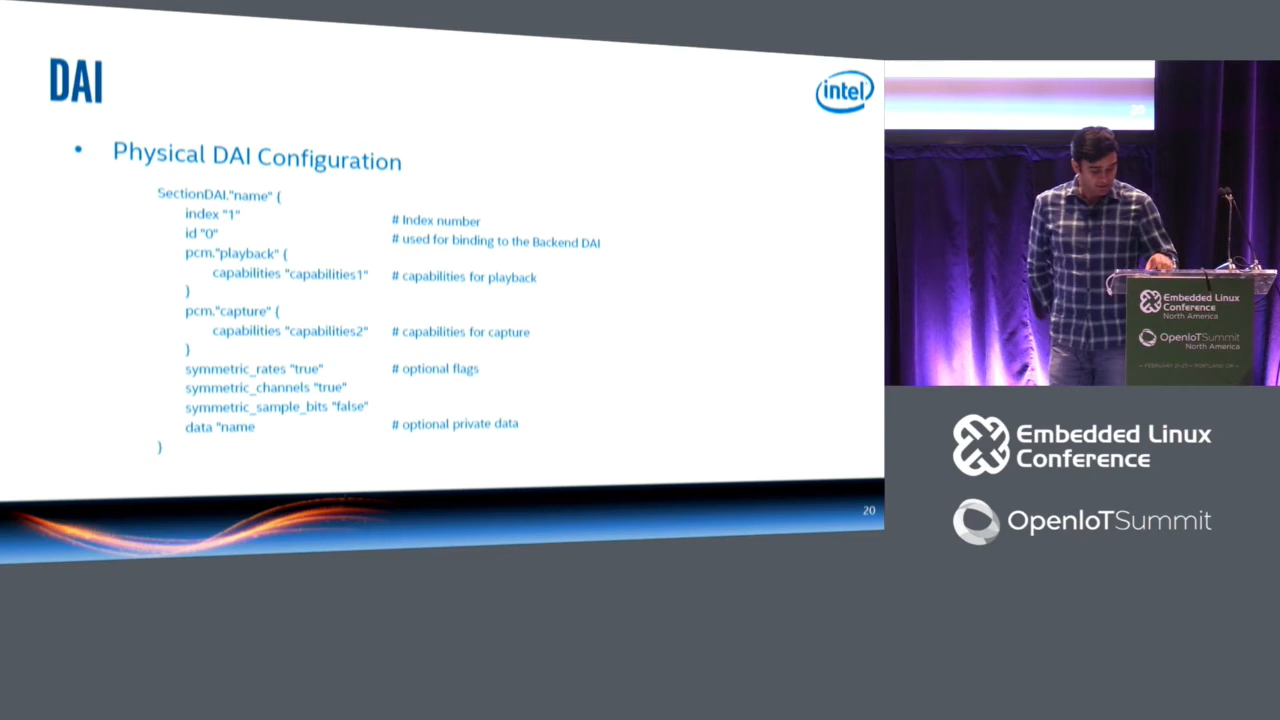 DAI
intel
• Physical DAI Configuration
SectionDAI."name" {
index "1" # Index number
id "0" # used for binding to the Backend DAI
pcm."playback" {
capabilities "capabilities1" # capabilities for playback
}
pcm."capture" {
capabilities "capabilities2" # capabilities for capture
}
symmetric_rates "true" # optional flags
symmetric_channels "true"
symmetric_sample_bits "false"
data "name # optional private data
}
20
Embedded Linux
Conference
North America
OpenIoTSummit
North America
Embedded Linux
Conference
OpenIoTSummit